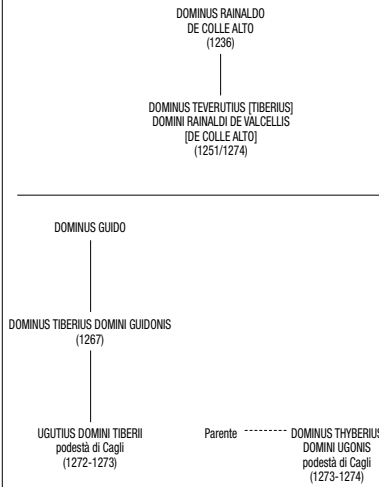 DOMINUS RAINALDO
DE COLLE ALTO
(1236)
DOMINUS TEVERUTIUS [TIBERIUS]
DOMINI RAINALDI DE VALCELLIS
[DE COLLE ALTO]
(1251/1274)
DOMINUS GUIDO
DOMINUS TIBERIUS DOMINI GUIDONIS
(1267)
UGUTIUS DOMINI TIBERII
podestà di Cagli
(1272-1273)
Parente
DOMINUS THYBERIUS
DOMINI UGONIS
podestà di Cagli
(1273-1274)